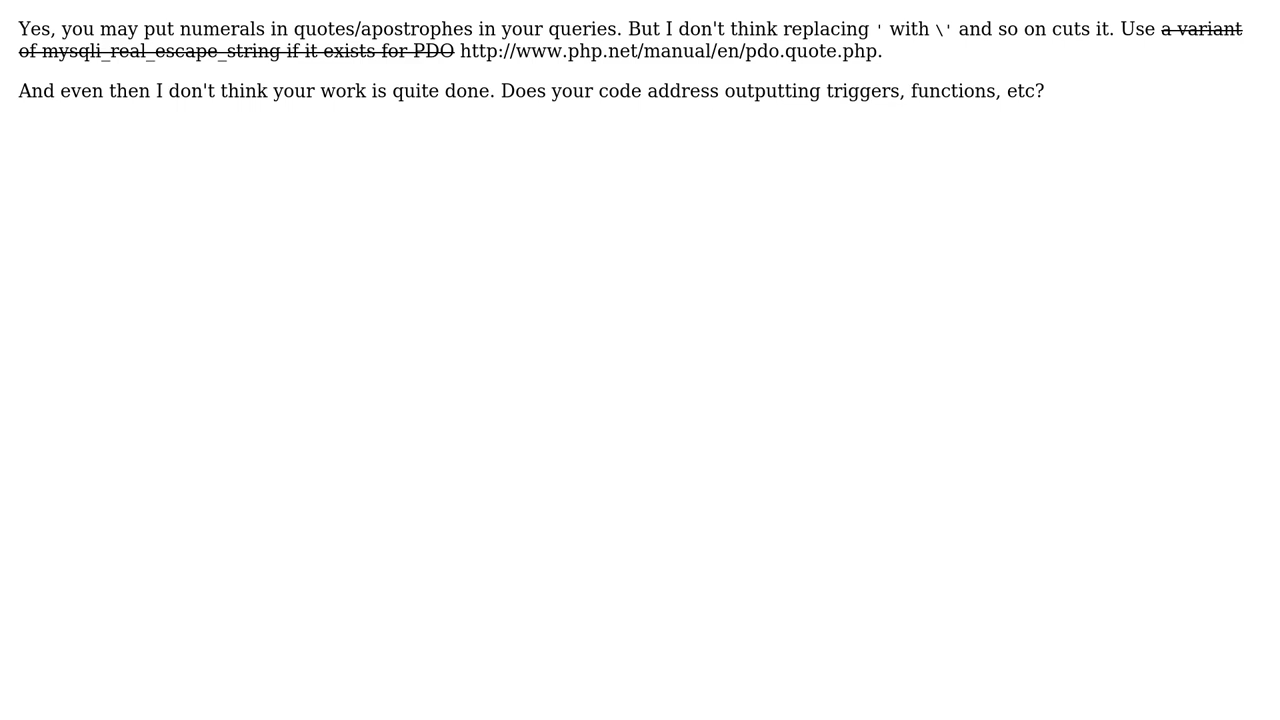 Yes, you may put numerals in quotes/apostrophes in your queries. But I don't think replacing ' with \' and so on cuts it. Use a variant
of mysqli_real_escape_string if it exists for PDO http://www.php.net/manual/en/pdo.quote.php.
And even then I don't think your work is quite done. Does your code address outputting triggers, functions, etc?